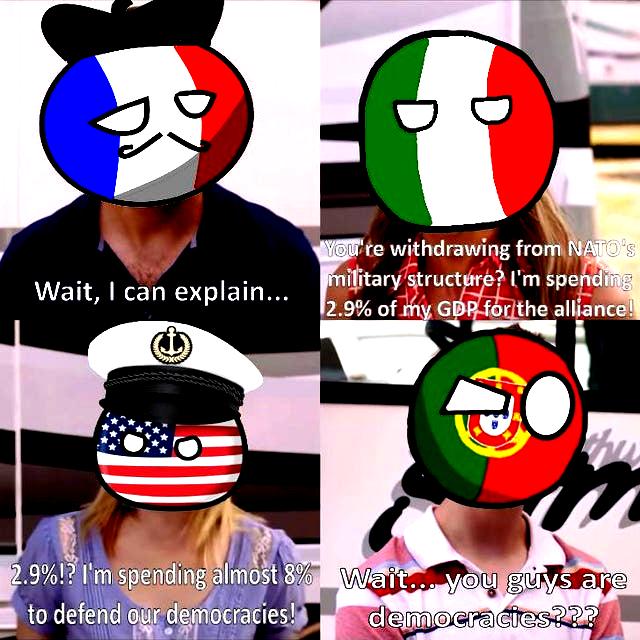 Wait, I can explain...
You're withdrawing from NATO's
military structure? I'm spending
2.9% of my GDP for the alliance!
2.9%!? I'm spending almost 8%
to defend our democracies!
Wait... you guys are
democracies???